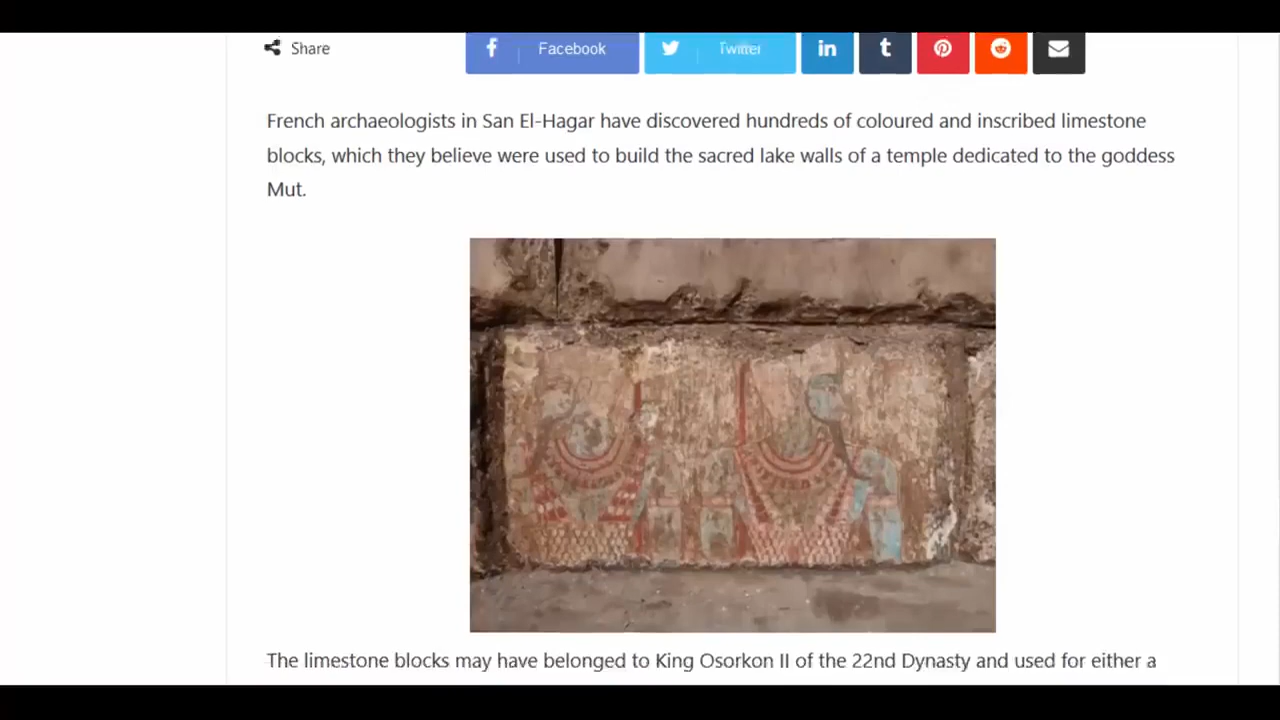 Share
Facebook
Twitter
in
t
French archaeologists in San El-Hagar have discovered hundreds of coloured and inscribed limestone
blocks, which they believe were used to build the sacred lake walls of a temple dedicated to the goddess
Mut.
The limestone blocks may have belonged to King Osorkon II of the 22nd Dynasty and used for either a